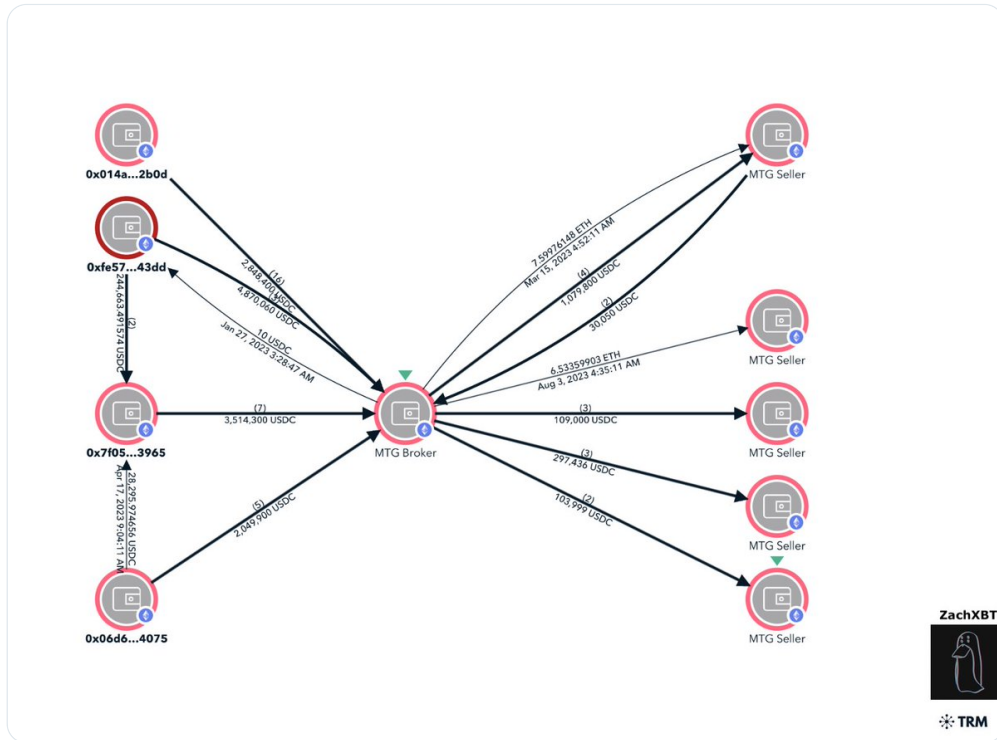 0x014a...2b0d
0xfe57...43dd
244,663.491574 USDC
(2)
0x7f05...3965
28,295.974656 USDC
Apr 17, 2023 9:04:11 AM
0x06d6...4075
(16)
2,848,400 USDC
4,870,060 USDC
10 USDC
Jan 27, 2023 3:28:47 AM
(7)
3,514,300 USDC
(5)
2,049,900 USDC
MTG Broker
7.59976148 ETH
Mar 15, 2023 4:52:11 AM
(4)
1,079,800 USDC
(2)
30,050 USDC
6.53359903 ETH
Aug 3, 2023 4:35:11 AM
(3)
109,000 USDC
(3)
297,436 USDC
(2)
103,999 USDC
MTG Seller
MTG Seller
MTG Seller
MTG Seller
MTG Seller
ZachXBT
TRM